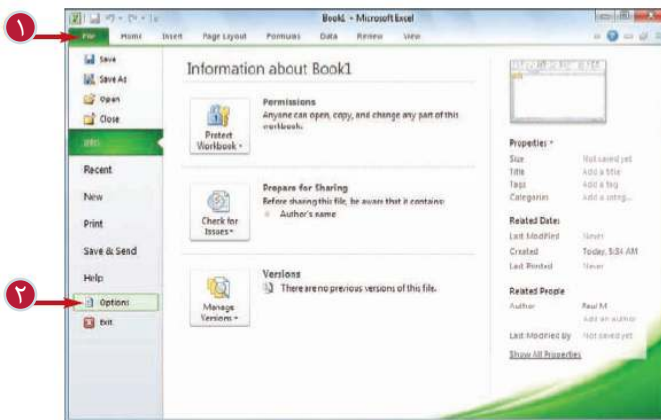 Book1 - Microsoft Excel
١
File Home Insert Page Layout Formulas Data Review View
Save
Save As
Open
Close
Info
Recent
New
Print
Save & Send
Help
٢
Options
Exit
Information about Book1
Protect
Workbook
Permissions
Anyone can open, copy, and change any part of this
workbook.
Check for
Issues
Prepare for Sharing
Before sharing this file, be aware that it contains:
Author's name
Manage
Versions
Versions
There are no previous versions of this file.
Properties
Size Not saved yet
Title Add a title
Tags Add a tag
Categories Add a categ...
Related Dates
Last Modified Never
Created Today, 5:34 AM
Last Printed Never
Related People
Author Paul M
Add an author
Last Modified By Not saved yet
Show All Properties